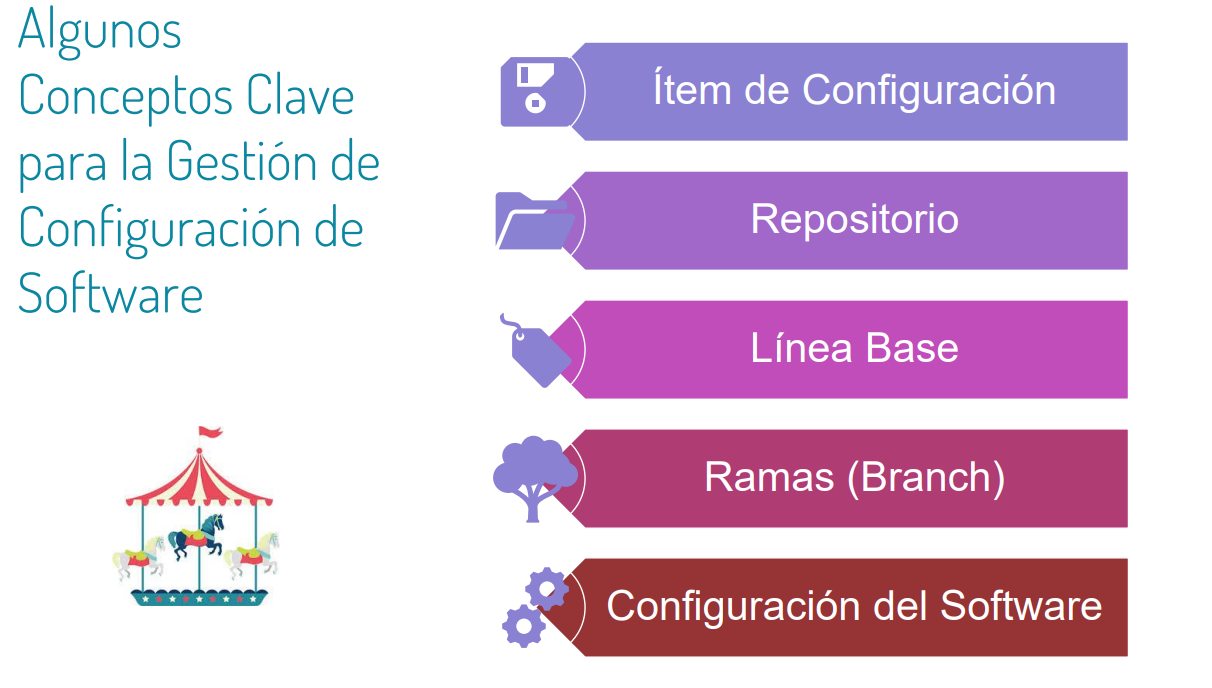 Algunos
Conceptos Clave
para la Gestión de
Configuración de
Software
Ítem de Configuración
Repositorio
Línea Base
Ramas (Branch)
Configuración del Software